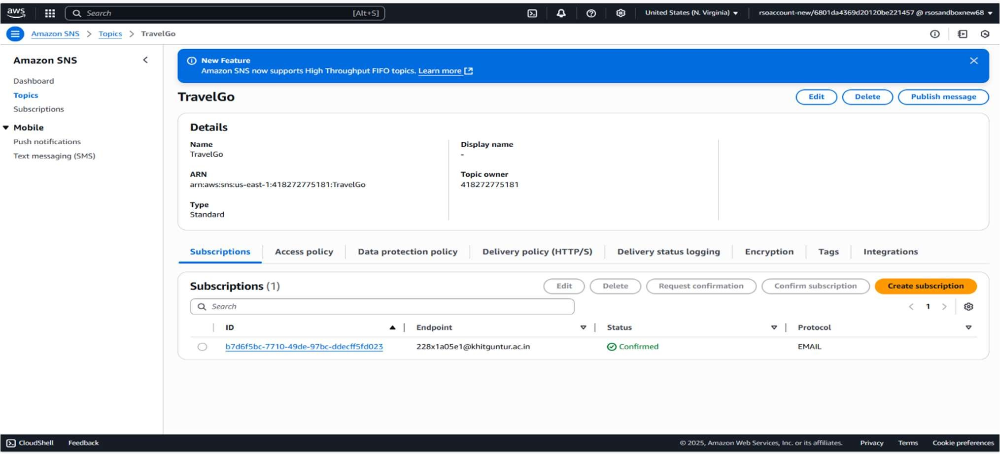 aws Search [Alt+S] United States (N. Virginia) rsoaccount-new/6801da4369d20120be221457 @ rsosandboxnew68
Amazon SNS > Topics > TravelGo
Amazon SNS
Dashboard
Topics
Subscriptions
Mobile
Push notifications
Text messaging (SMS)
New Feature
Amazon SNS now supports High Throughput FIFO topics. Learn more
TravelGo Edit Delete Publish message
Details
Name
TravelGo
Display name
-
ARN
arn:aws:sns:us-east-1:418272775181:TravelGo
Topic owner
418272775181
Type
Standard
Subscriptions Access policy Data protection policy Delivery policy (HTTP/S) Delivery status logging Encryption Tags Integrations
Subscriptions (1) Edit Delete Request confirmation Confirm subscription Create subscription
Search 1
ID Endpoint Status Protocol
b7d6f5bc-7710-49de-97bc-ddecff5fd023 228x1a05e1@khitguntur.ac.in Confirmed EMAIL
CloudShell Feedback © 2025, Amazon Web Services, Inc. or its affiliates. Privacy Terms Cookie preferences